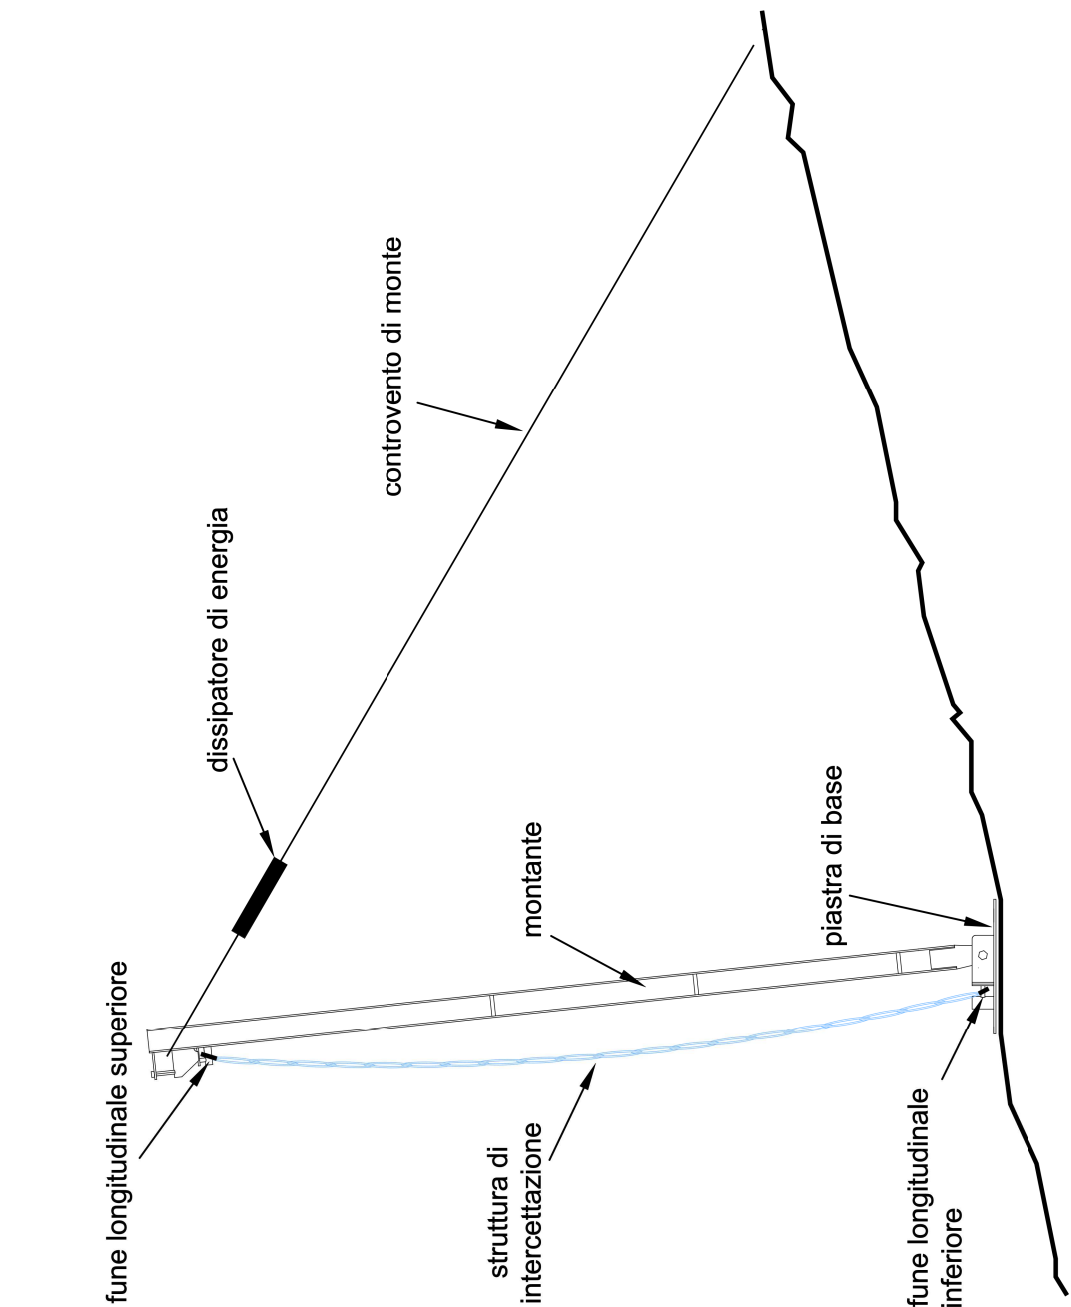 fune longitudinale superiore
dissipatore di energia
controvento di monte
struttura di
intercettazione
montante
piastra di base
fune longitudinale
inferiore